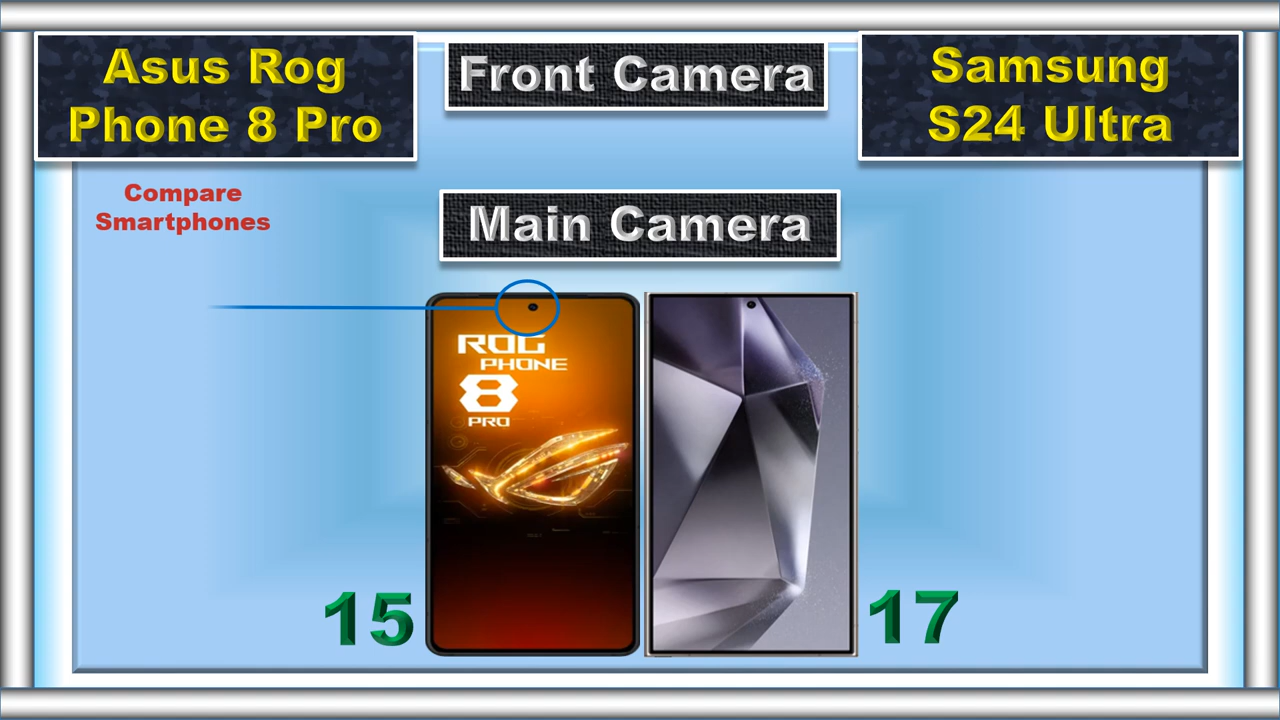 Asus Rog
Phone 8 Pro
Front Camera
Samsung
S24 Ultra
Compare
Smartphones
Main Camera
ROG
PHONE
8
PRO
15
17